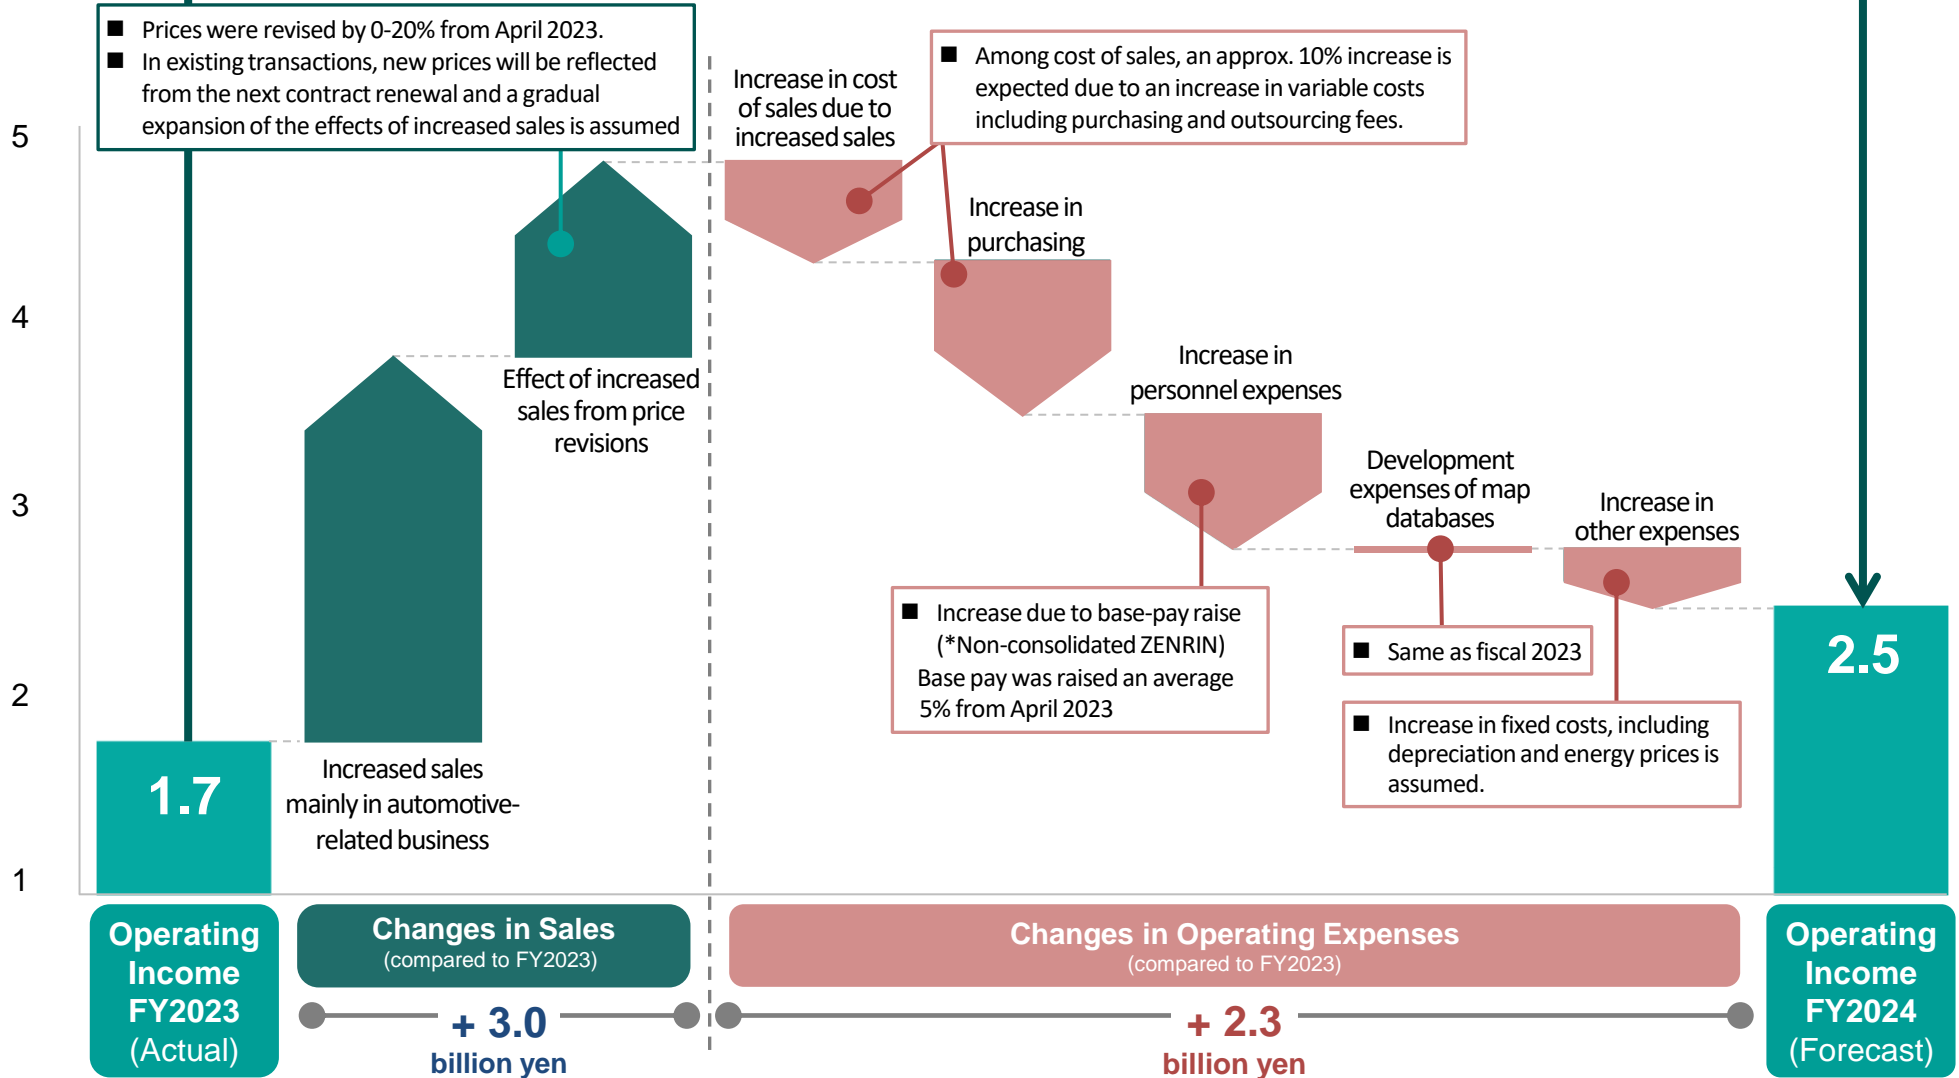 ■ Prices were revised by 0-20% from April 2023.
■ In existing transactions, new prices will be reflected
from the next contract renewal and a gradual
expansion of the effects of increased sales is assumed
■ Among cost of sales, an approx. 10% increase is
expected due to an increase in variable costs
including purchasing and outsourcing fees.
5
4
3
2
1
Increase in cost
of sales due to
increased sales
Increase in
purchasing
Effect of increased
sales from price
revisions
Increase in
personnel expenses
Development
expenses of map
databases
Increase in
other expenses
■ Increase due to base-pay raise
(*Non-consolidated ZENRIN)
Base pay was raised an average
5% from April 2023
■ Same as fiscal 2023
■ Increase in fixed costs, including
depreciation and energy prices is
assumed.
1.7
Increased sales
mainly in automotive-
related business
2.5
Operating
Income
FY2023
(Actual)
Changes in Sales
(compared to FY2023)
+ 3.0
billion yen
Changes in Operating Expenses
(compared to FY2023)
+ 2.3
billion yen
Operating
Income
FY2024
(Forecast)